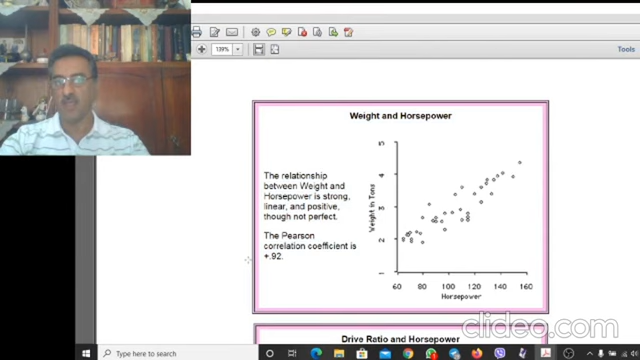 139%
Tools
Weight and Horsepower
The relationship
between Weight and
Horsepower is strong,
linear, and positive,
though not perfect.
The Pearson
correlation coefficient is
+.92.
Weight in Tons
5
4
3
2
1
60 80 100 120 140 160
Horsepower
Drive Ratio and Horsepower
clideo.com
Type here to search